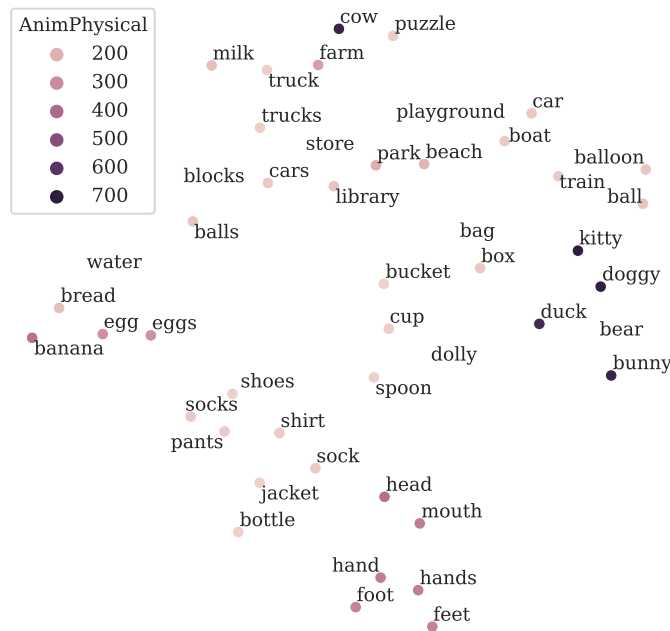 AnimPhysical
200
300
400
500
600
700
cow
puzzle
milk
farm
truck
trucks
playground
car
store
boat
park
beach
balloon
blocks
cars
library
train
ball
balls
bag
kitty
water
box
bucket
doggy
bread
egg
eggs
banana
cup
duck
bear
dolly
bunny
shoes
spoon
socks
shirt
pants
sock
jacket
head
bottle
mouth
hand
hands
foot
feet